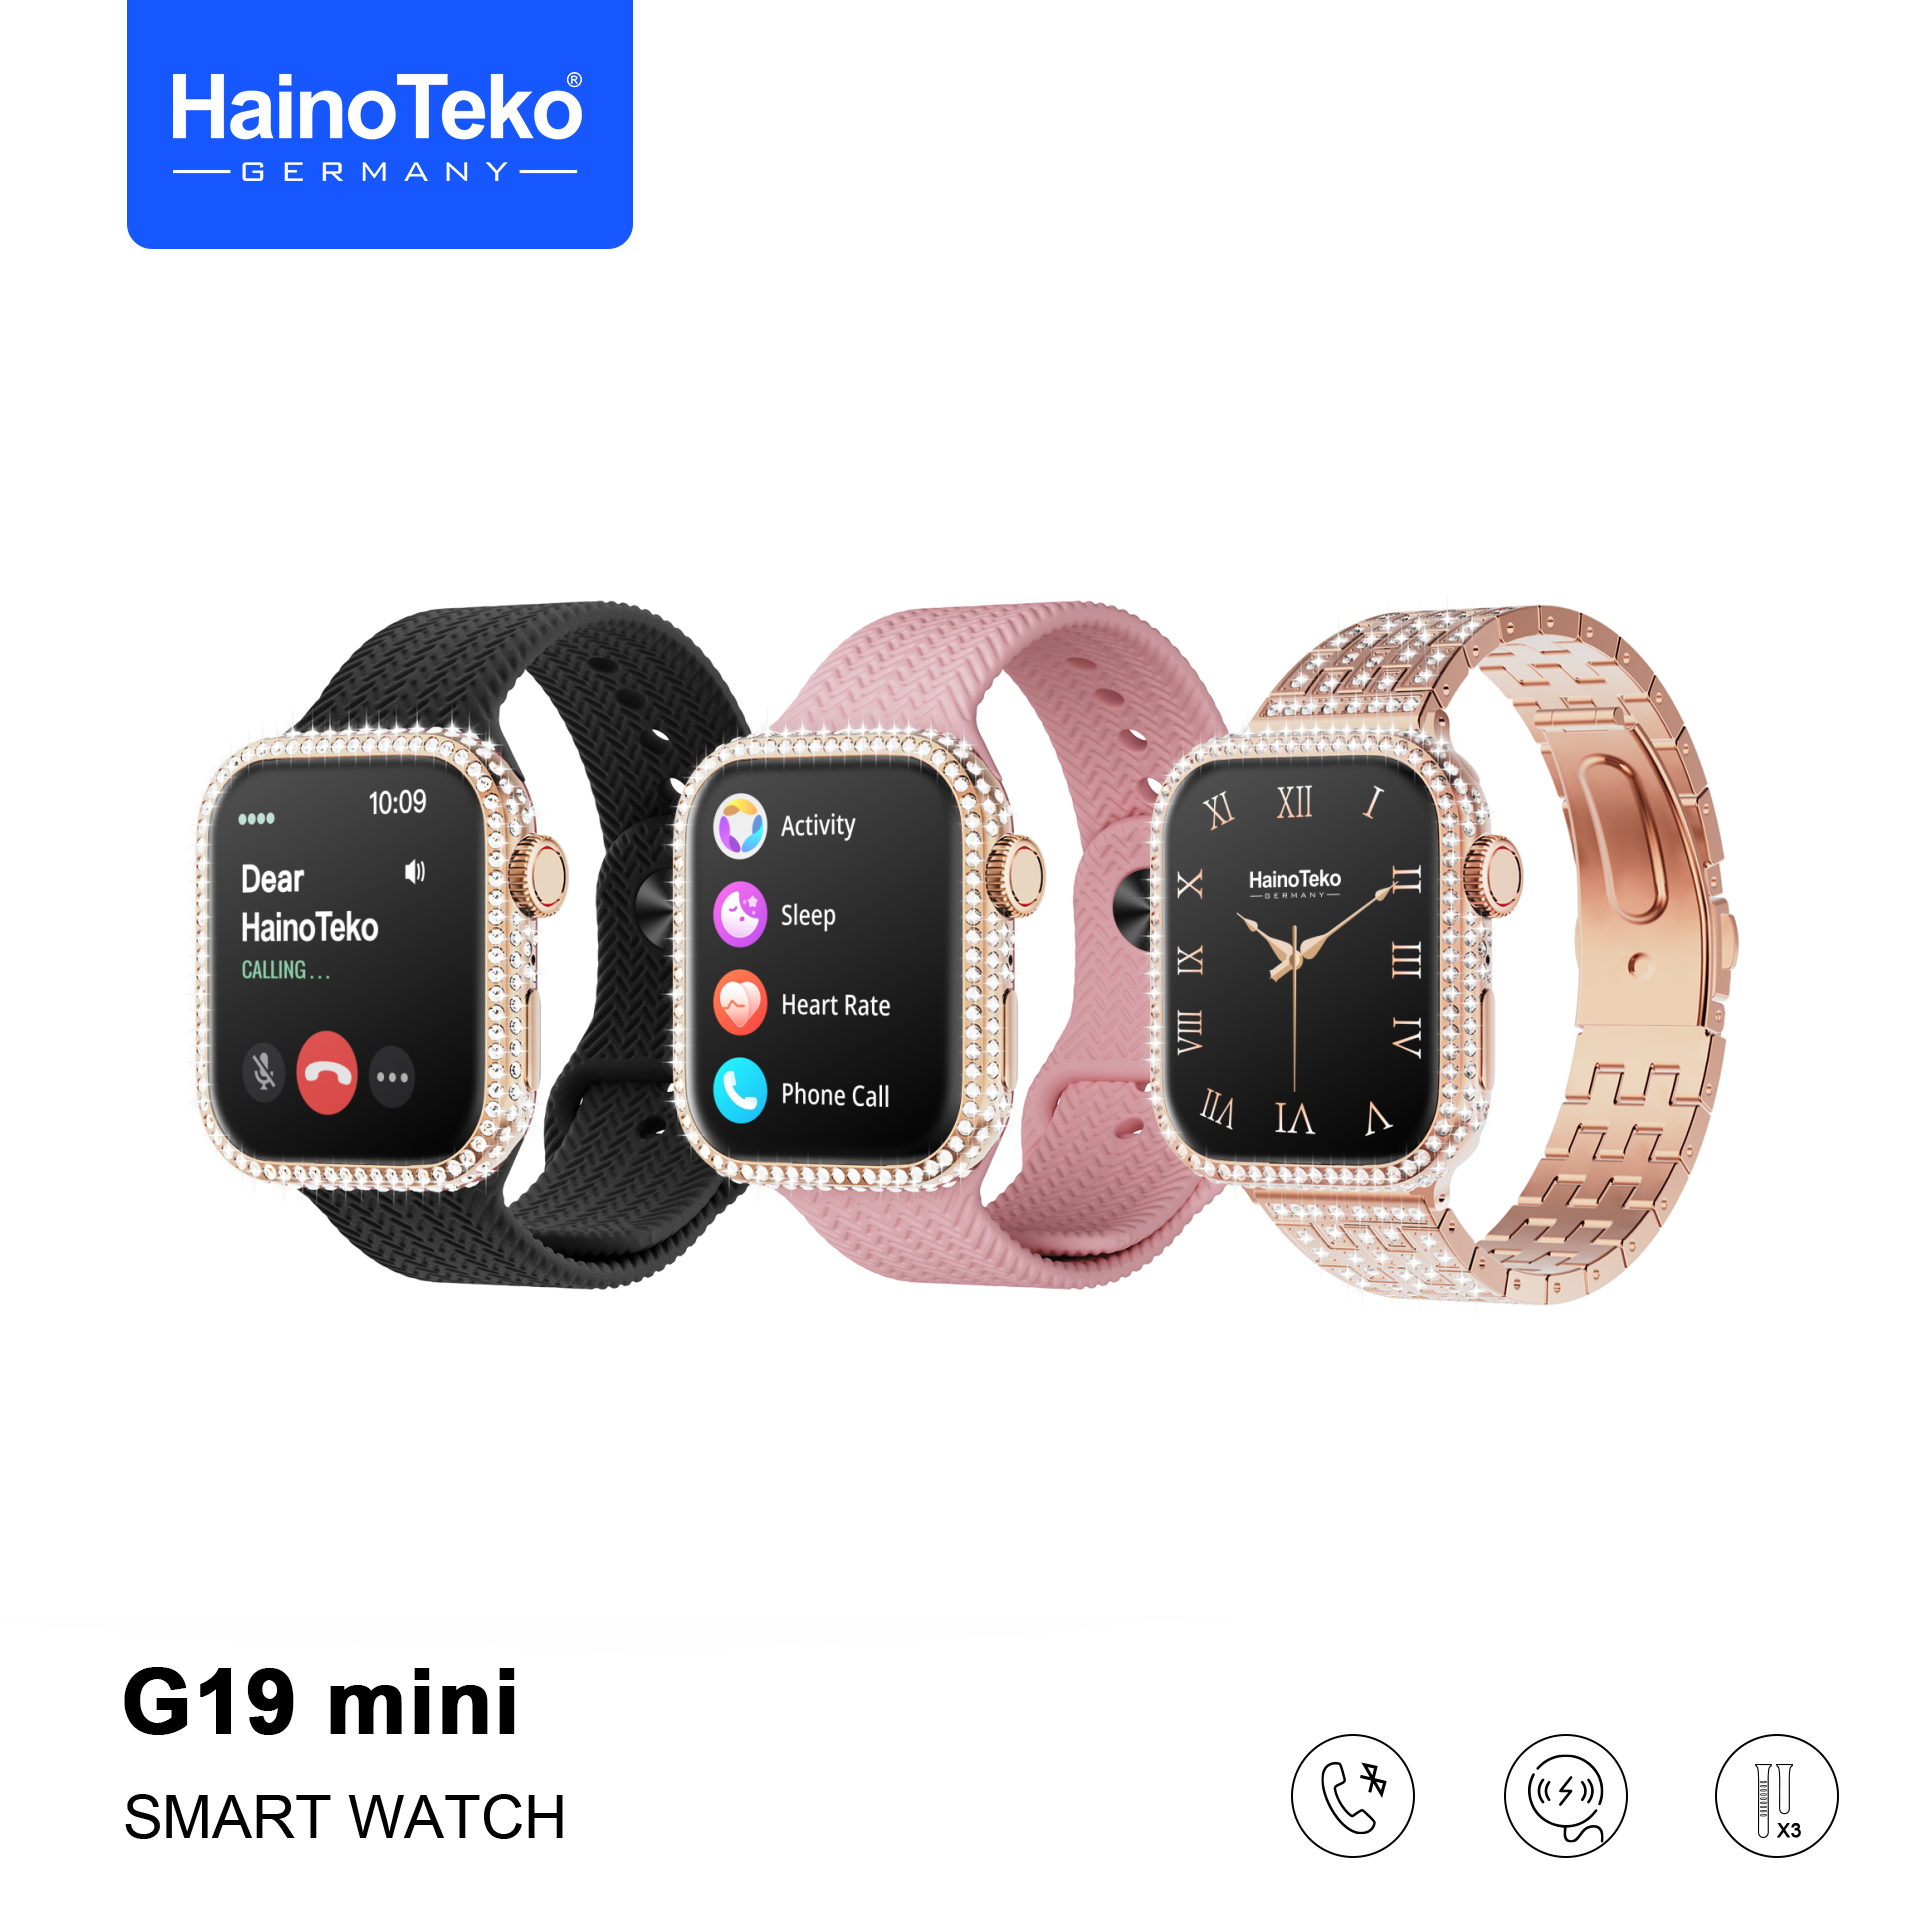 HainoTeko®
GERMANY
10:09
Dear
HainoTeko
CALLING...
Activity
Sleep
Heart Rate
Phone Call
XI XII I
X II
HainoTeko
GERMANY
IX III
VIII IV
VII VI V
G19 mini
SMART WATCH
X3